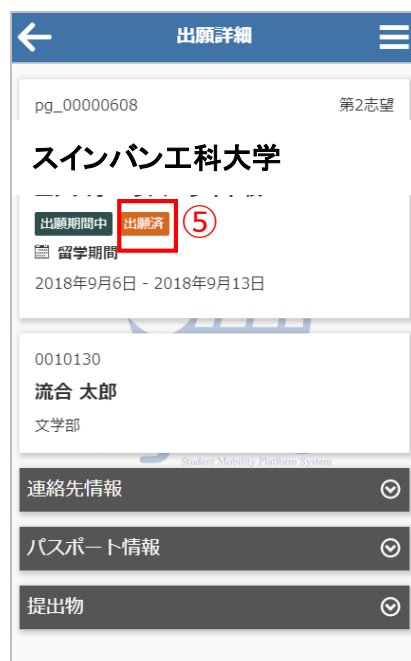 出願詳細
pg_00000608 第2志望
スインバン工科大学
出願期間中 出願済 ⑤
留学期間
2018年9月6日 - 2018年9月13日
0010130
流合 太郎
文学部
Student Mobility Platform System
連絡先情報
パスポート情報
提出物